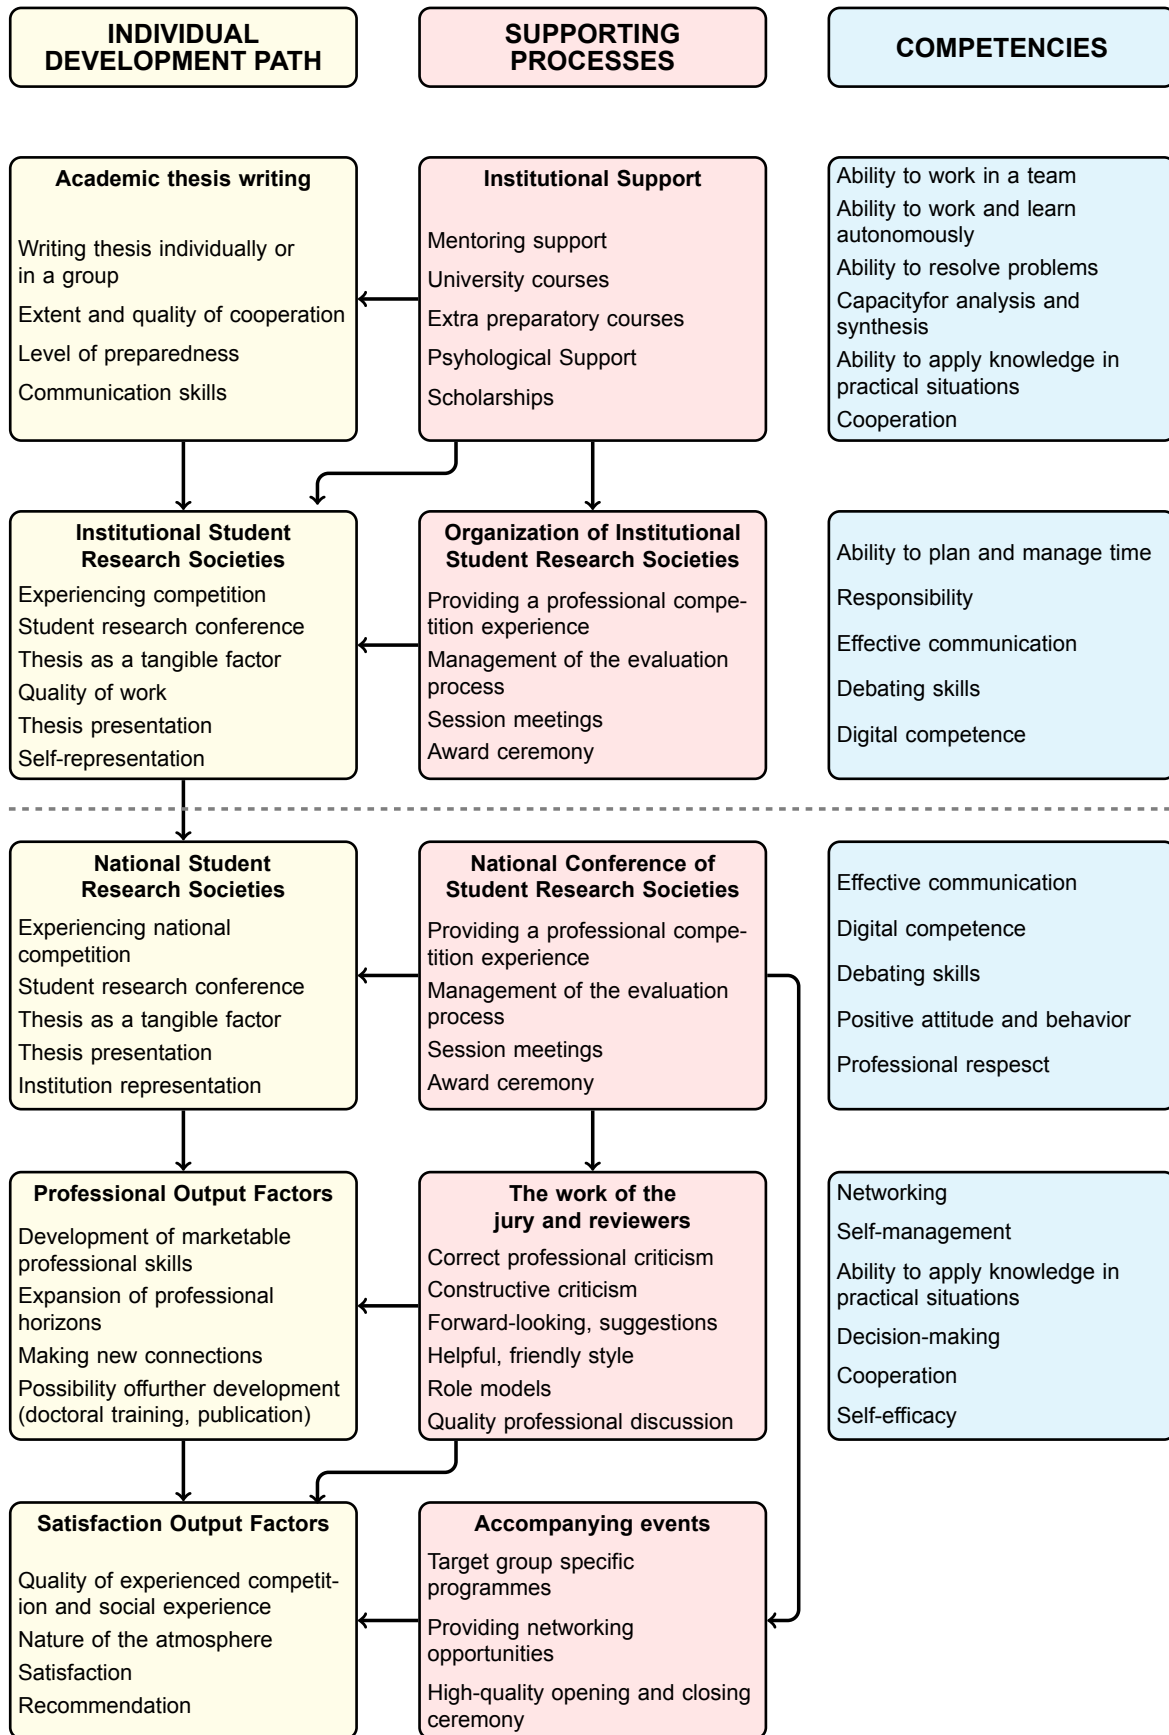 INDIVIDUAL
DEVELOPMENT PATH
SUPPORTING
PROCESSES
COMPETENCIES
Academic thesis writing
Writing thesis individually or
in a group
Extent and quality of cooperation
Level of preparedness
Communication skills
Institutional Support
Mentoring support
University courses
Extra preparatory courses
Psyhological Support
Scholarships
Ability to work in a team
Ability to work and learn
autonomously
Ability to resolve problems
Capacityfor analysis and
synthesis
Ability to apply knowledge in
practical situations
Cooperation
Institutional Student
Research Societies
Experiencing competition
Student research conference
Thesis as a tangible factor
Quality of work
Thesis presentation
Self-representation
Organization of Institutional
Student Research Societies
Providing a professional compe-
tition experience
Management of the evaluation
process
Session meetings
Award ceremony
Ability to plan and manage time
Responsibility
Effective communication
Debating skills
Digital competence
National Student
Research Societies
Experiencing national
competition
Student research conference
Thesis as a tangible factor
Thesis presentation
Institution representation
National Conference of
Student Research Societies
Providing a professional compe-
tition experience
Management of the evaluation
process
Session meetings
Award ceremony
Effective communication
Digital competence
Debating skills
Positive attitude and behavior
Professional respesct
Professional Output Factors
Development of marketable
professional skills
Expansion of professional
horizons
Making new connections
Possibility offurther development
(doctoral training, publication)
The work of the
jury and reviewers
Correct professional criticism
Constructive criticism
Forward-looking, suggestions
Helpful, friendly style
Role models
Quality professional discussion
Networking
Self-management
Ability to apply knowledge in
practical situations
Decision-making
Cooperation
Self-efficacy
Satisfaction Output Factors
Quality of experienced competit-
ion and social experience
Nature of the atmosphere
Satisfaction
Recommendation
Accompanying events
Target group specific
programmes
Providing networking
opportunities
High-quality opening and closing
ceremony